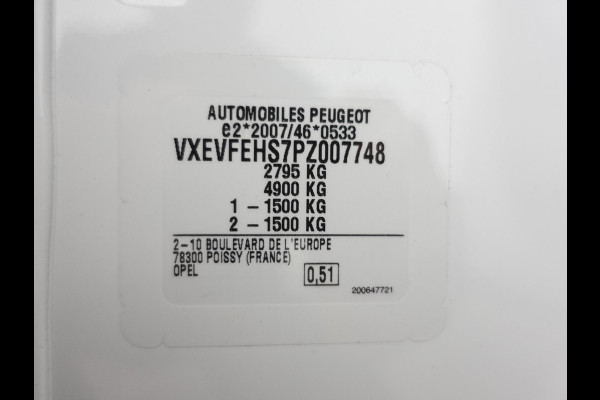 AUTOMOBILES PEUGEOT
e2*2007/46*0533
VXEVFEHS7PZ007748
2795 KG
4900 KG
1 - 1500 KG
2 - 1500 KG
2-10 BOULEVARD DE L'EUROPE
78300 POISSY (FRANCE)
OPEL
0,51
200647721